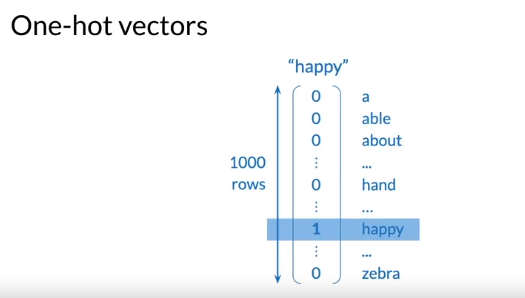 One-hot vectors
“happy”
0 a
0 able
0 about
⋮ ...
1000
rows
0 hand
⋮ ...
1 happy
⋮ ...
0 zebra